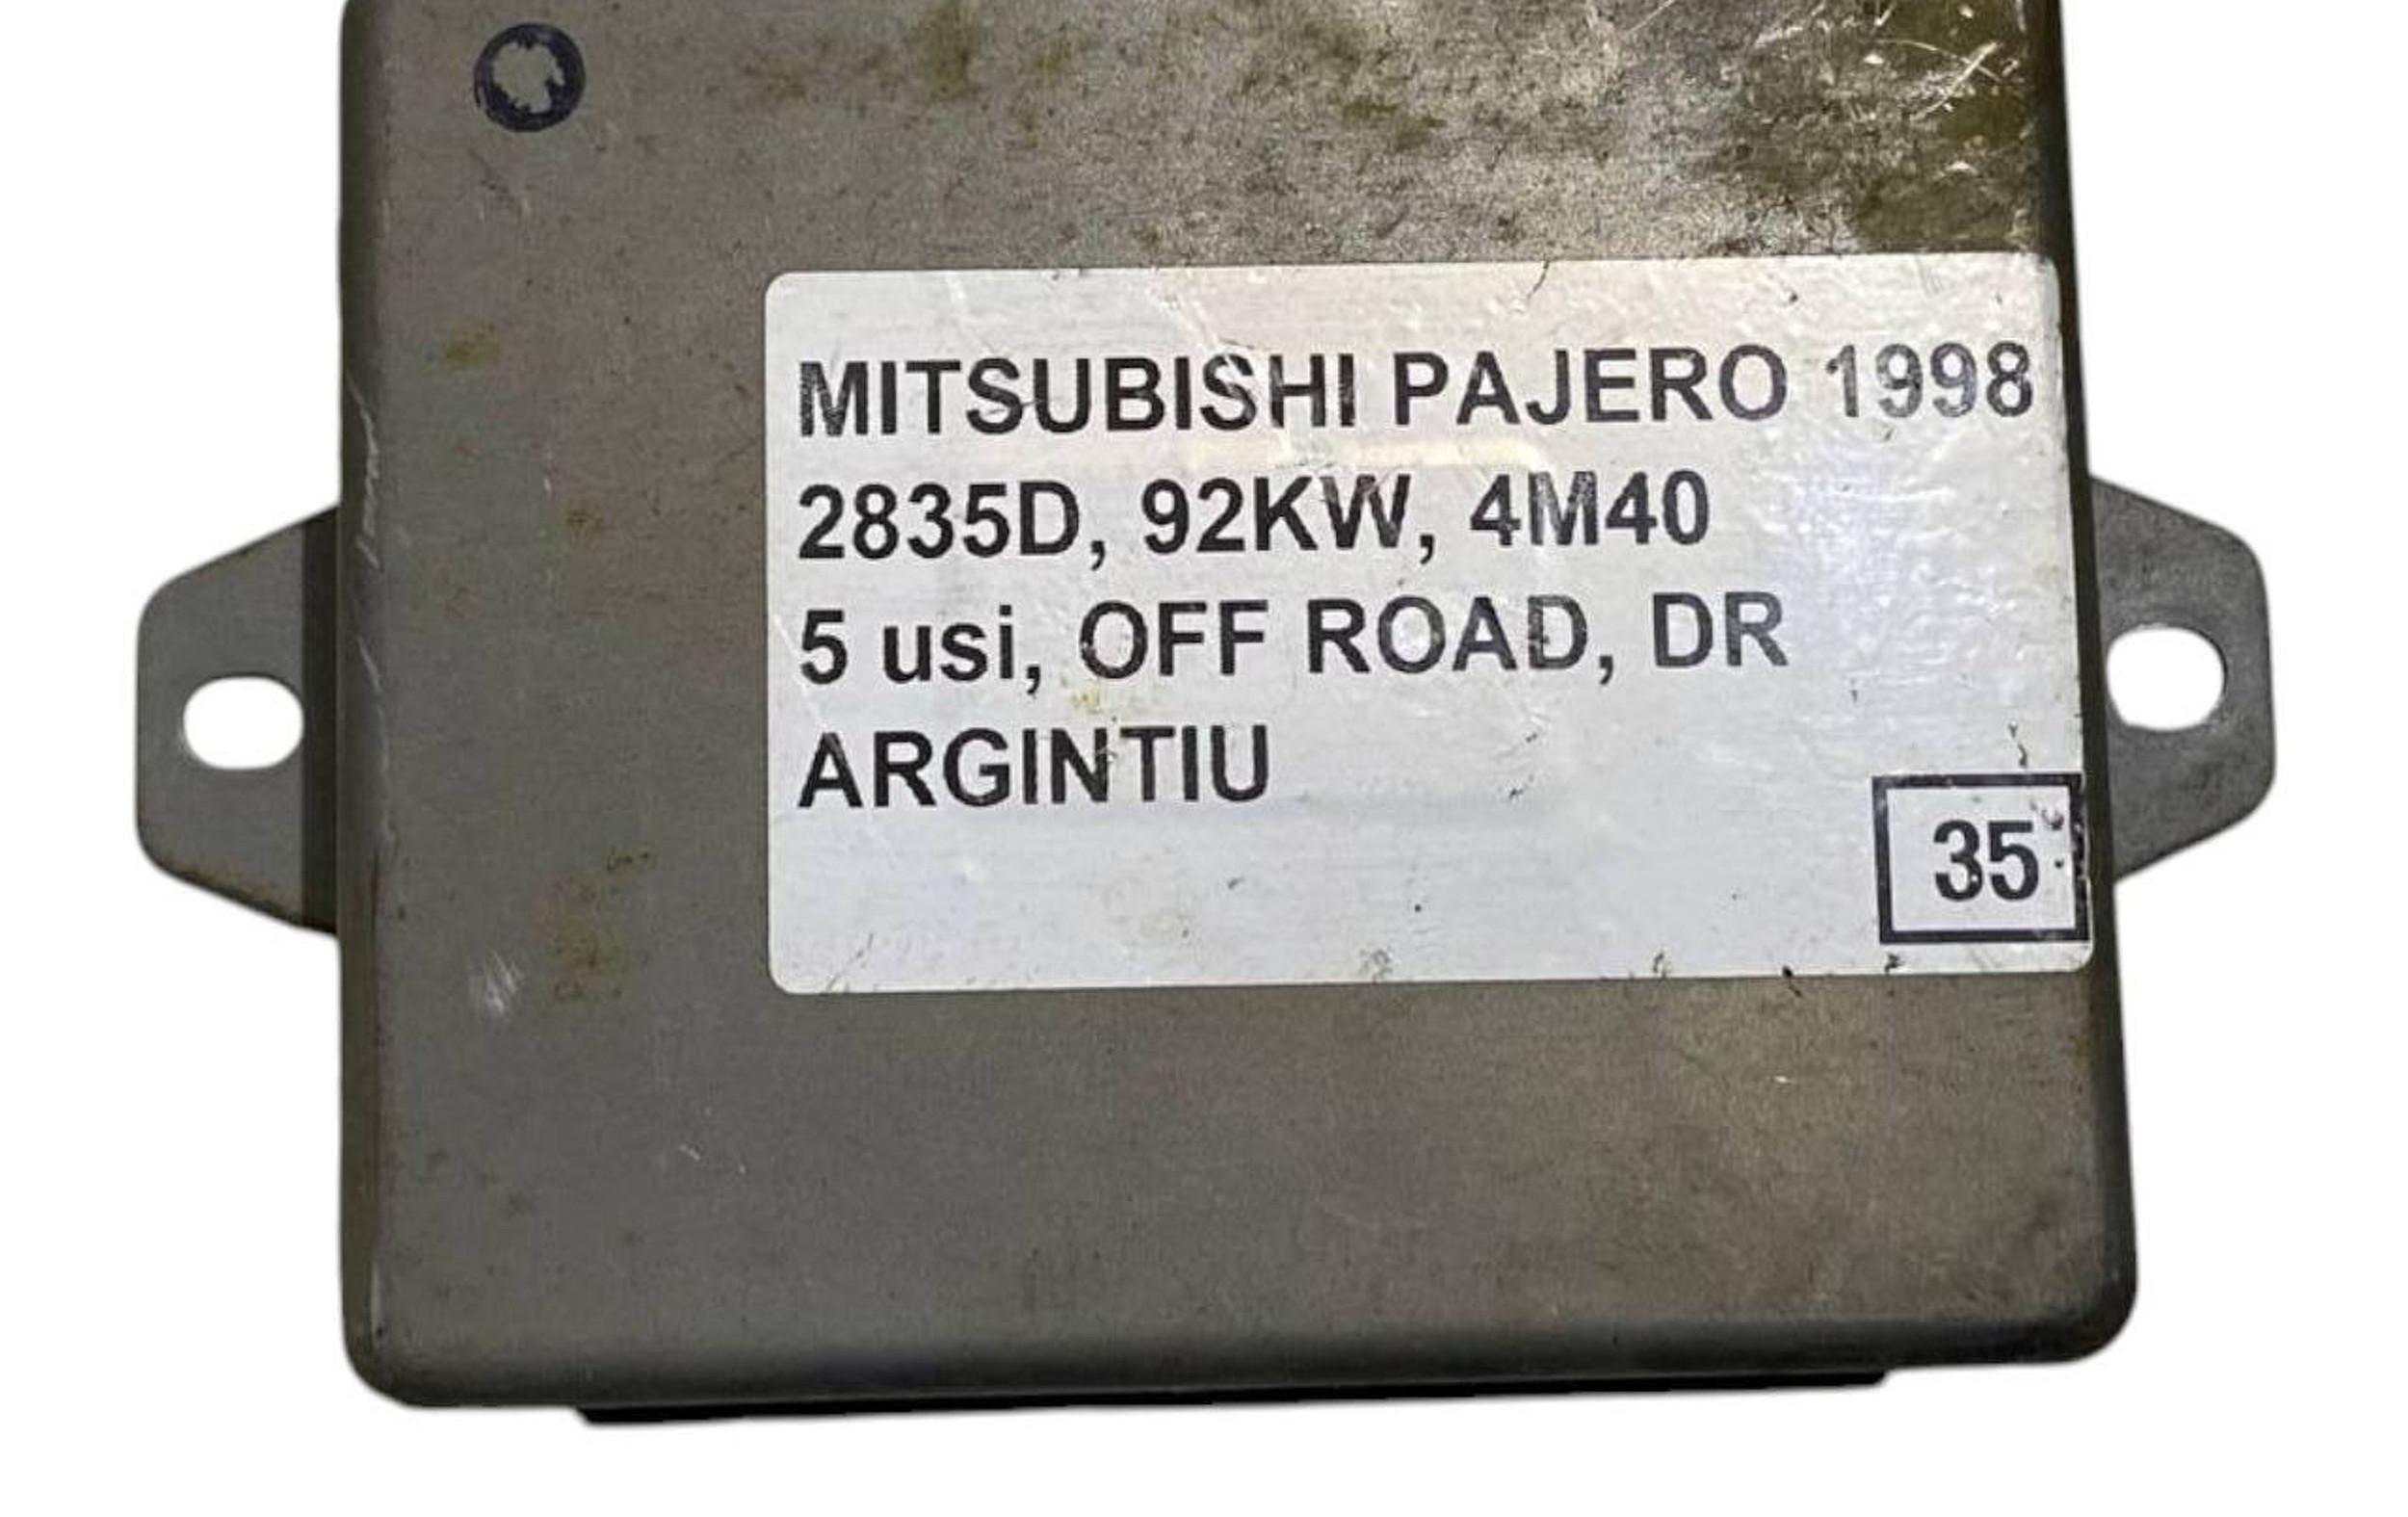 MITSUBISHI PAJERO 1998
2835D, 92KW, 4M40
5 usi, OFF ROAD, DR
ARGINTIU
35